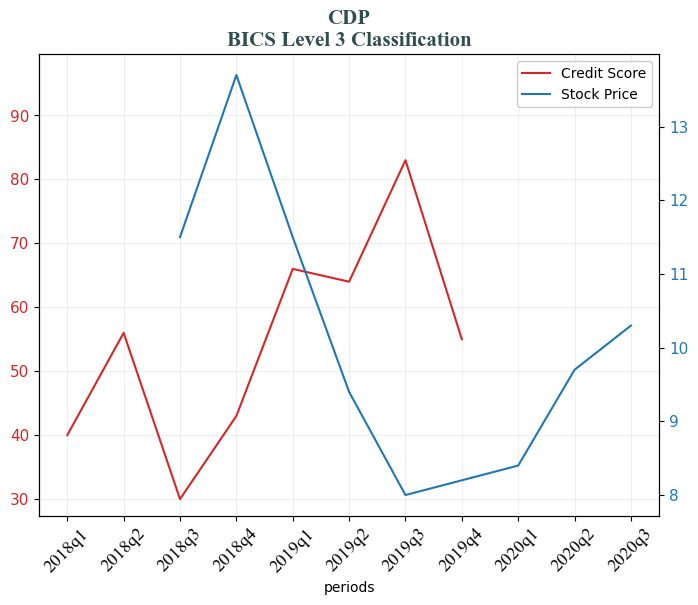 CDP
BICS Level 3 Classification
Credit Score
Stock Price
90
80
70
60
50
40
30
13
12
11
10
9
8
2018q1
2018q2
2018q3
2018q4
2019q1
2019q2
2019q3
2019q4
2020q1
2020q2
2020q3
periods